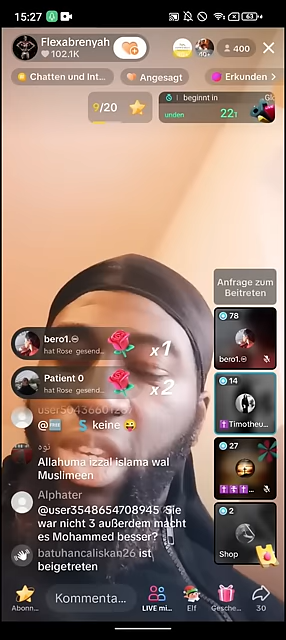 15:27
63
Flexabrenyah
102.1K
400
Chatten und Int...
Angesagt
Erkunden >
9/20
beginnt in
unden
22
Anfrage zum
Beitreten
78
bero1.
bero1.
hat Rose gesend...
x1
Patient 0
hat Rose gesend...
x2
14
Timotheu...
@ S keine 😜
نود
Allahuma izzal islama wal
Muslimeen
27
Alphater
@user3548654708945 Sie
war nicht 3 außerdem macht
es Mohammed besser?
2
Shop
batuhancaliskan26 ist
beigetreten
Abonn...
Kommenta...
LIVE mi...
Elf
Gesche...
30